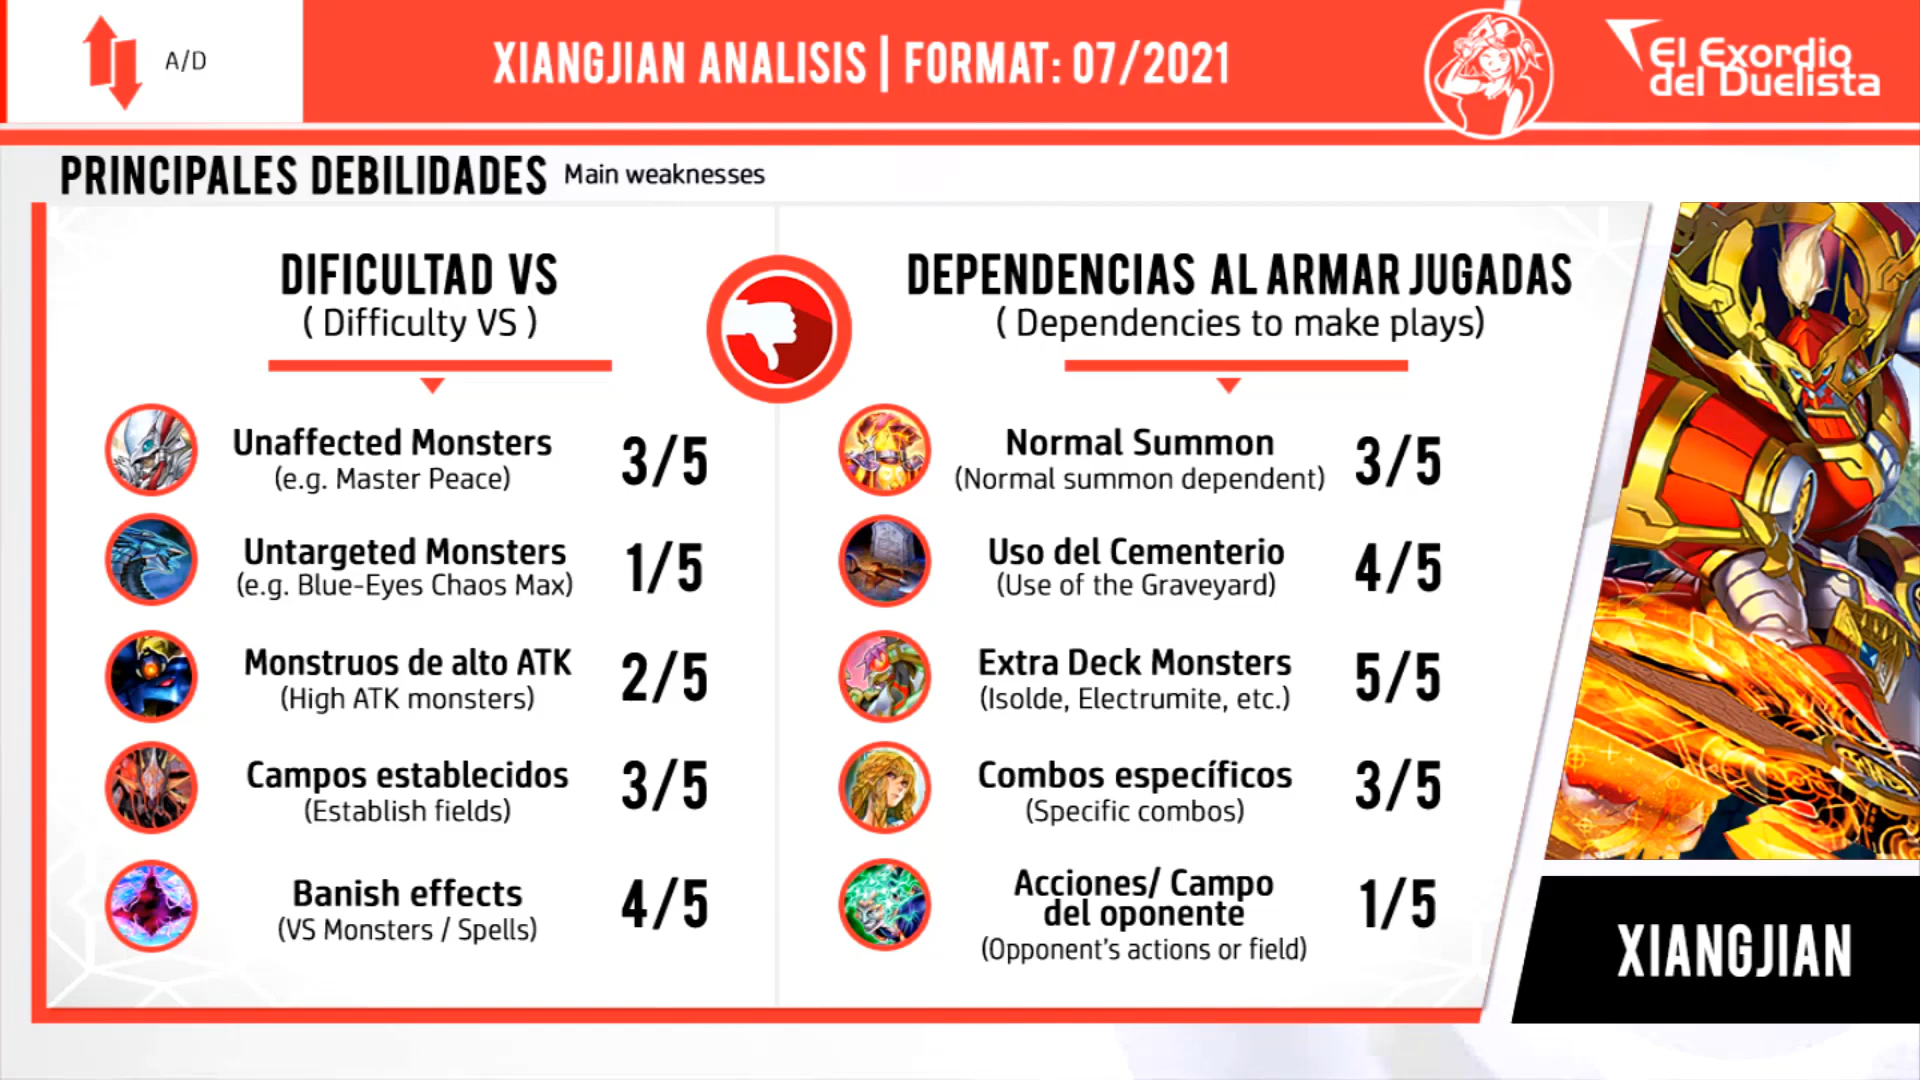 A/D
XIANGJIAN ANALISIS | FORMAT: 07/2021
El Exordio
del Duelista
PRINCIPALES DEBILIDADES Main weaknesses
DIFICULTAD VS
( Difficulty VS )
Unaffected Monsters
(e.g. Master Peace)
3/5
Untargeted Monsters
(e.g. Blue-Eyes Chaos Max)
1/5
Monstruos de alto ATK
(High ATK monsters)
2/5
Campos establecidos
(Establish fields)
3/5
Banish effects
(VS Monsters / Spells)
4/5
DEPENDENCIAS AL ARMAR JUGADAS
( Dependencies to make plays)
Normal Summon
(Normal summon dependent)
3/5
Uso del Cementerio
(Use of the Graveyard)
4/5
Extra Deck Monsters
(Isolde, Electrumite, etc.)
5/5
Combos específicos
(Specific combos)
3/5
Acciones/ Campo
del oponente
(Opponent's actions or field)
1/5
XIANGJIAN